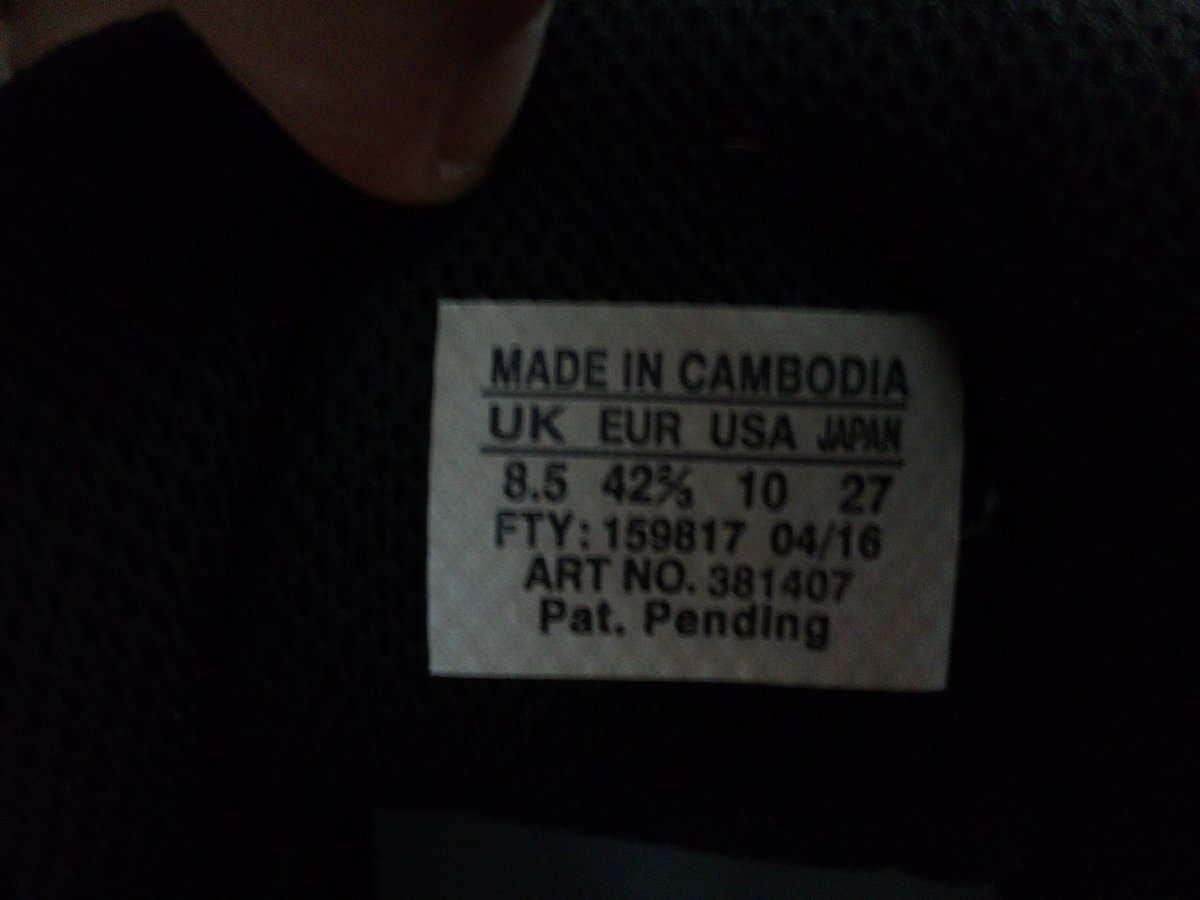 MADE IN CAMBODIA
UK EUR USA JAPAN
8.5 42⅔ 10 27
FTY: 159817 04/16
ART NO. 381407
Pat. Pending